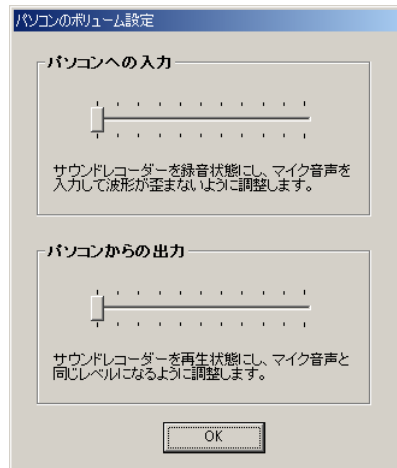 パソコンのボリューム設定
パソコンへの入力
サウンドレコーダーを録音状態にし、マイク音声を
入力して波形が歪まないように調整します。
パソコンからの出力
サウンドレコーダーを再生状態にし、マイク音声と
同じレベルになるように調整します。
OK